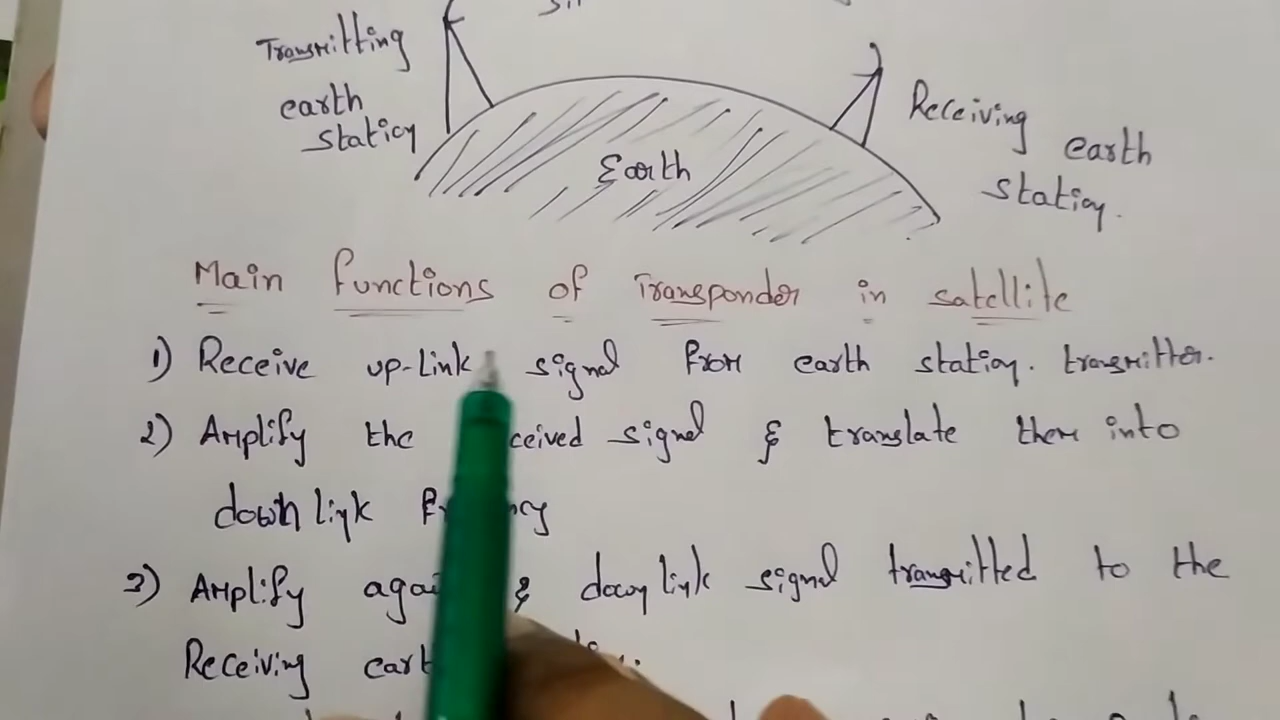 Transmitting
earth
station
Earth
Receiving
earth
station.
Main functions of Transponder in satellite
1) Receive up-link signal from earth station. transmitter.
2) Amplify the signal & translate them into
down link
3) Amplify & down link signal transmitted to the
Receiving